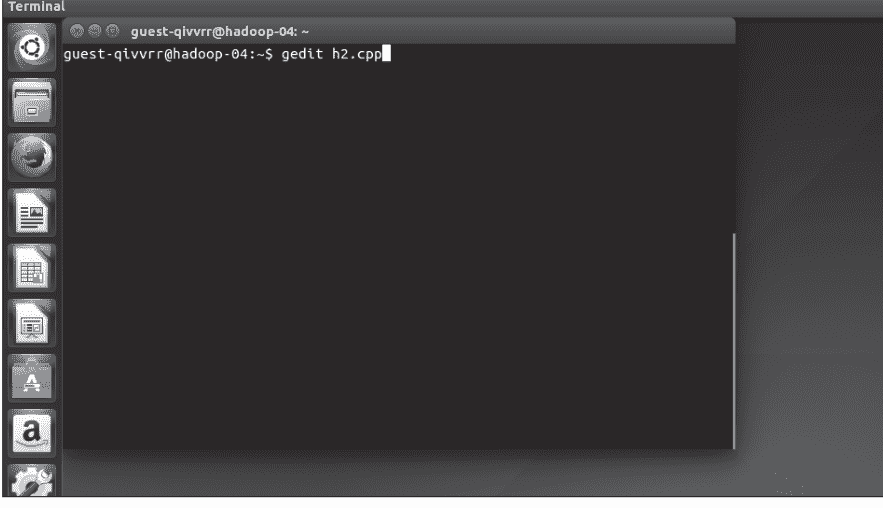 Terminal
guest-qivvrr@hadoop-04: ~
guest-qivvrr@hadoop-04:~$ gedit h2.cpp
A
a